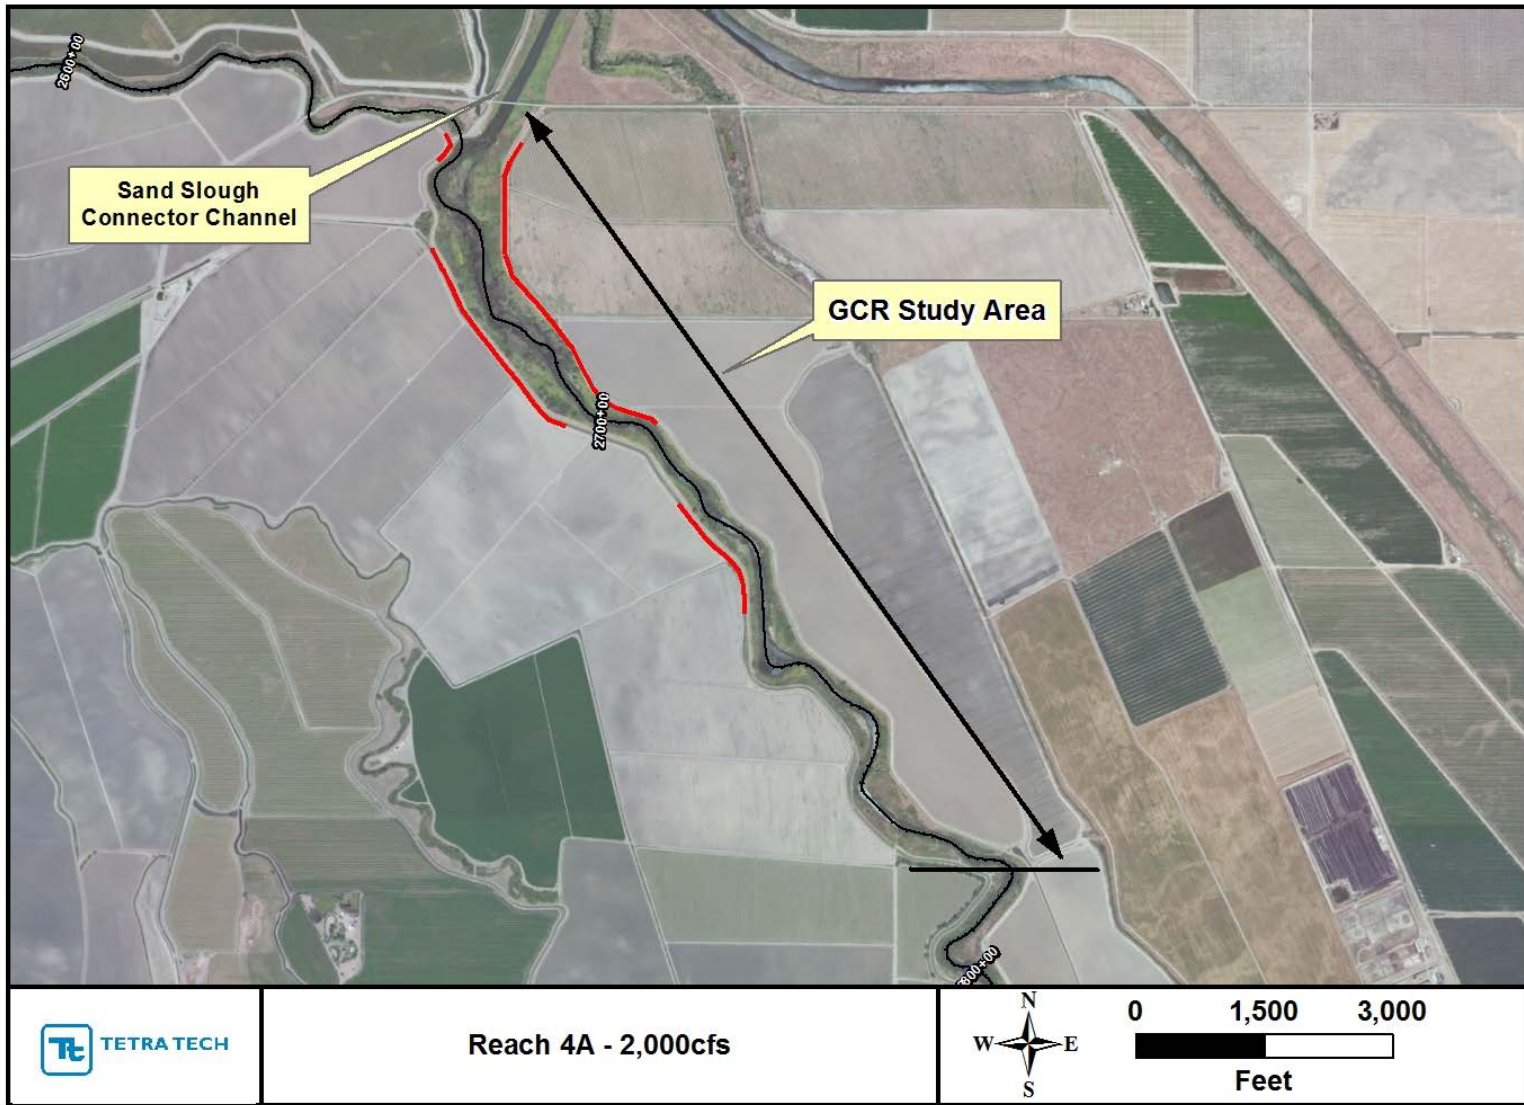 2600+00
Sand Slough
Connector Channel
GCR Study Area
2700+00
800+00
TETRA TECH
Reach 4A - 2,000cfs
N
W
E
S
0
1,500
3,000
Feet